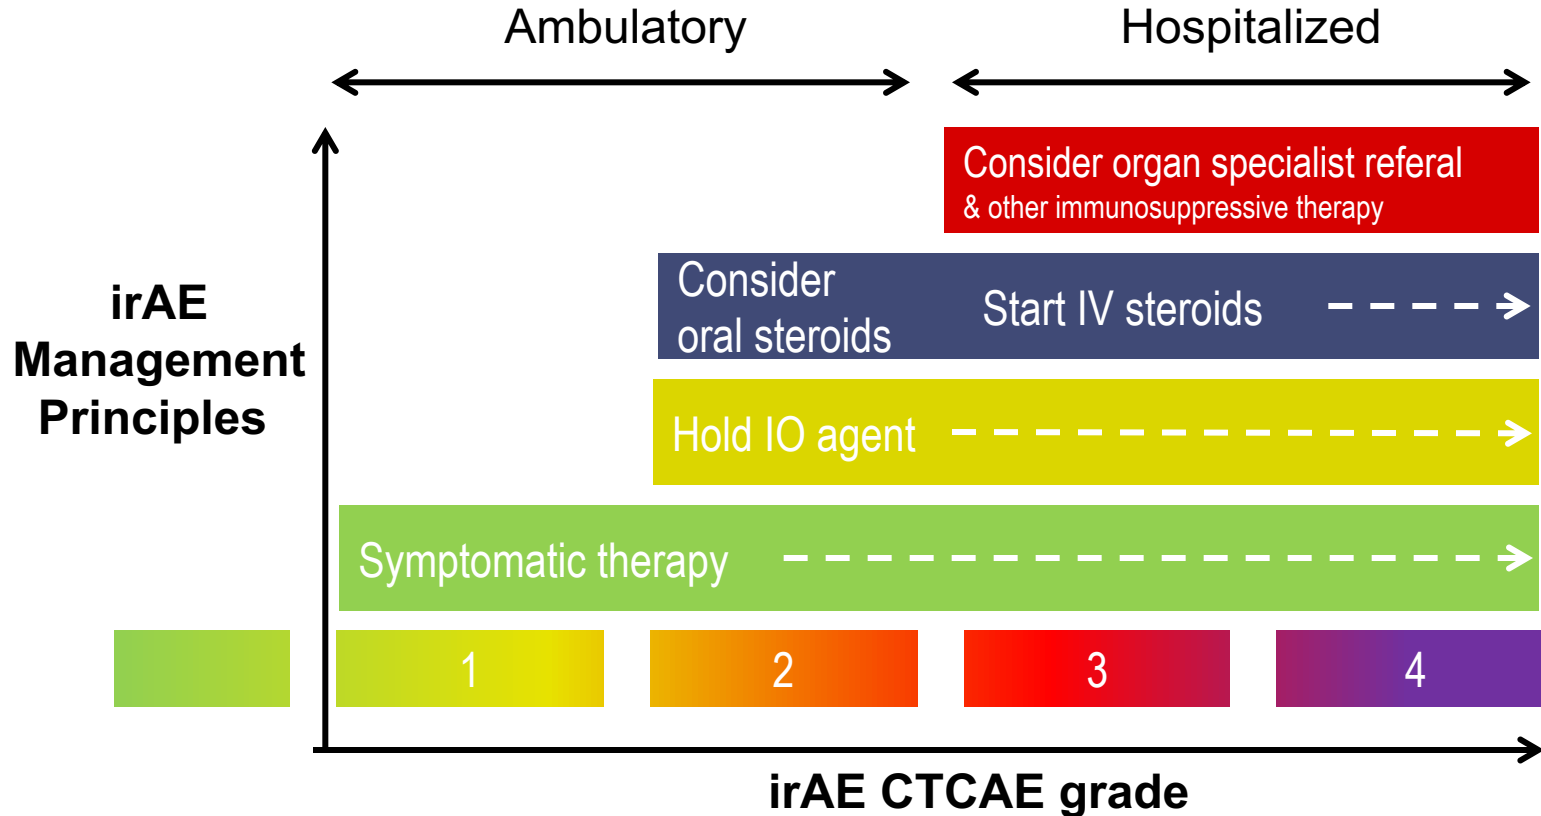 Ambulatory
Hospitalized
Consider organ specialist referal
& other immunosuppressive therapy
irAE
Management
Principles
Consider
oral steroids
Start IV steroids
Hold IO agent
Symptomatic therapy
1
2
3
4
irAE CTCAE grade